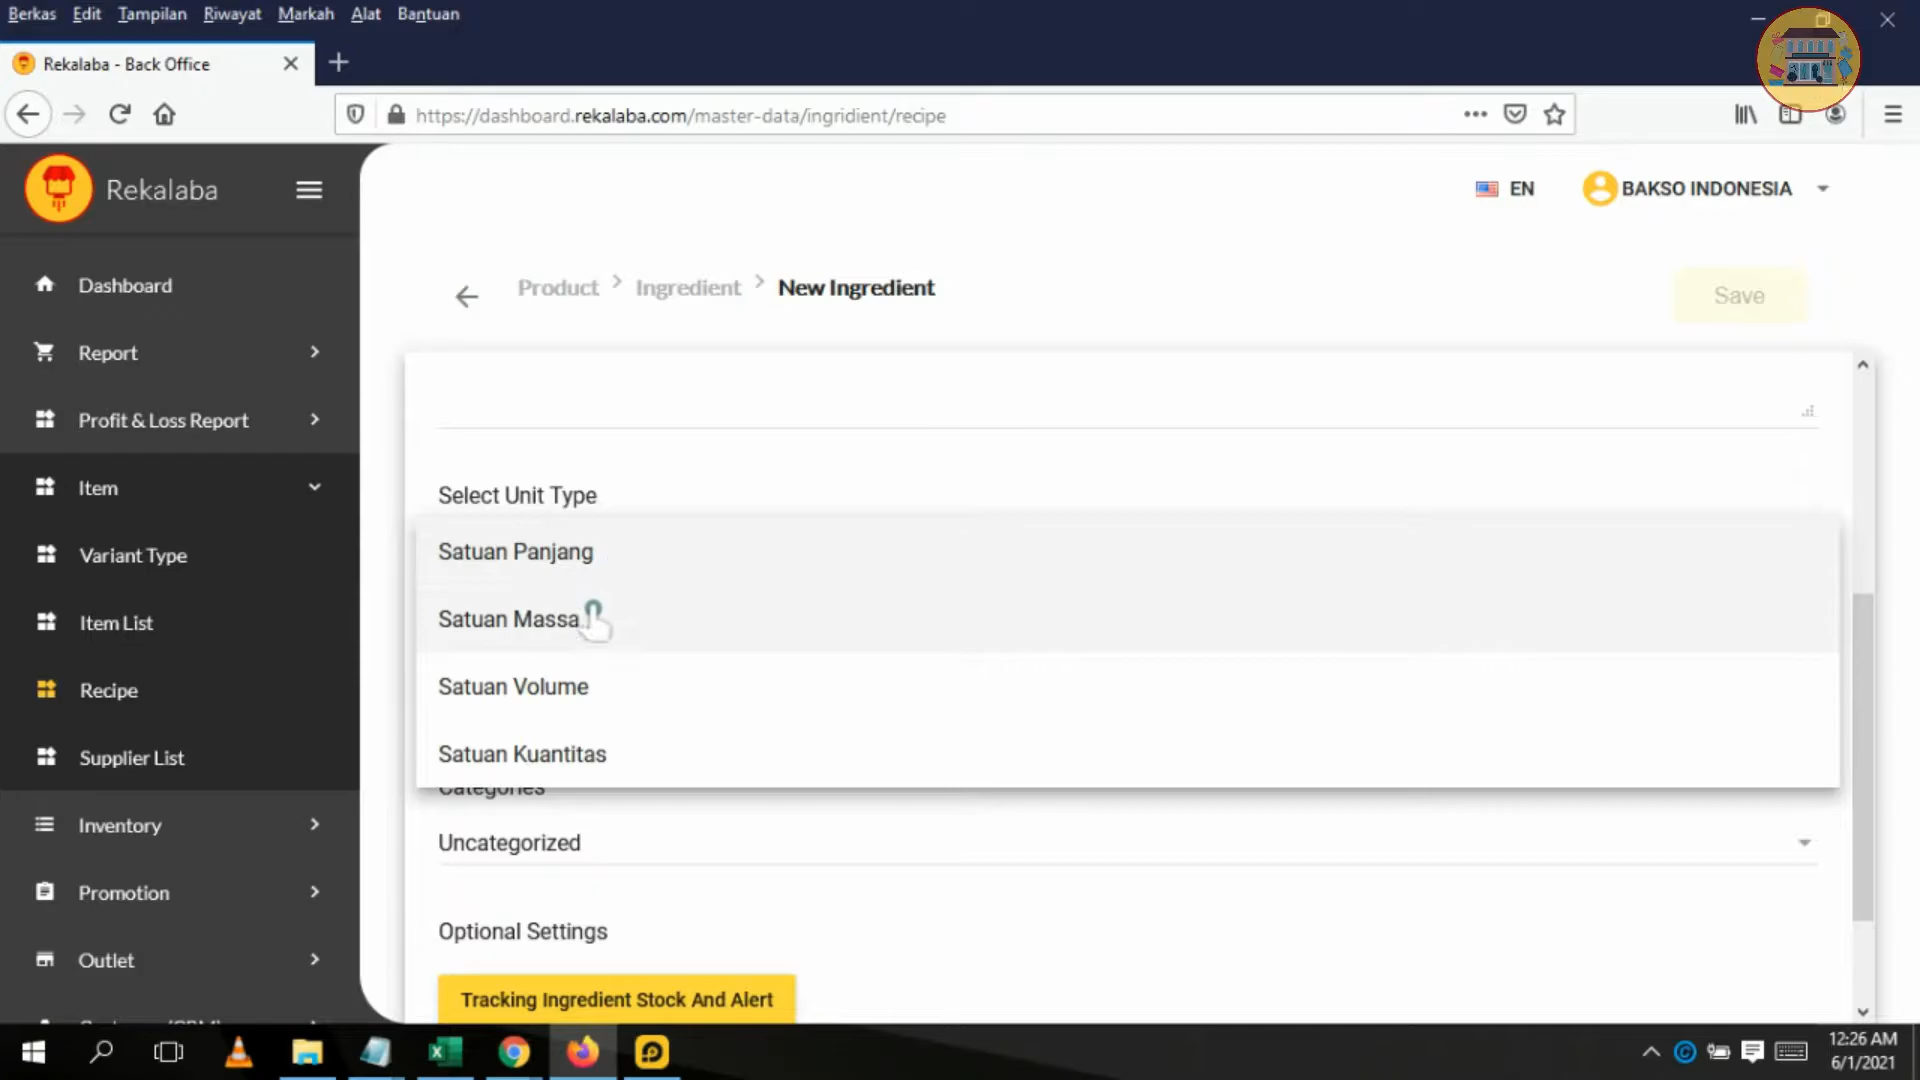 Berkas Edit Tampilan Riwayat Markah Alat Bantuan
Rekalaba - Back Office
https://dashboard.rekalaba.com/master-data/ingridient/recipe
Rekalaba
EN
BAKSO INDONESIA
Dashboard
Report
Profit & Loss Report
Item
Variant Type
Item List
Recipe
Supplier List
Inventory
Promotion
Outlet
Product > Ingredient > New Ingredient
Save
Select Unit Type
Satuan Panjang
Satuan Massa
Satuan Volume
Satuan Kuantitas
Categories
Uncategorized
Optional Settings
Tracking Ingredient Stock And Alert
12:26 AM
6/1/2021